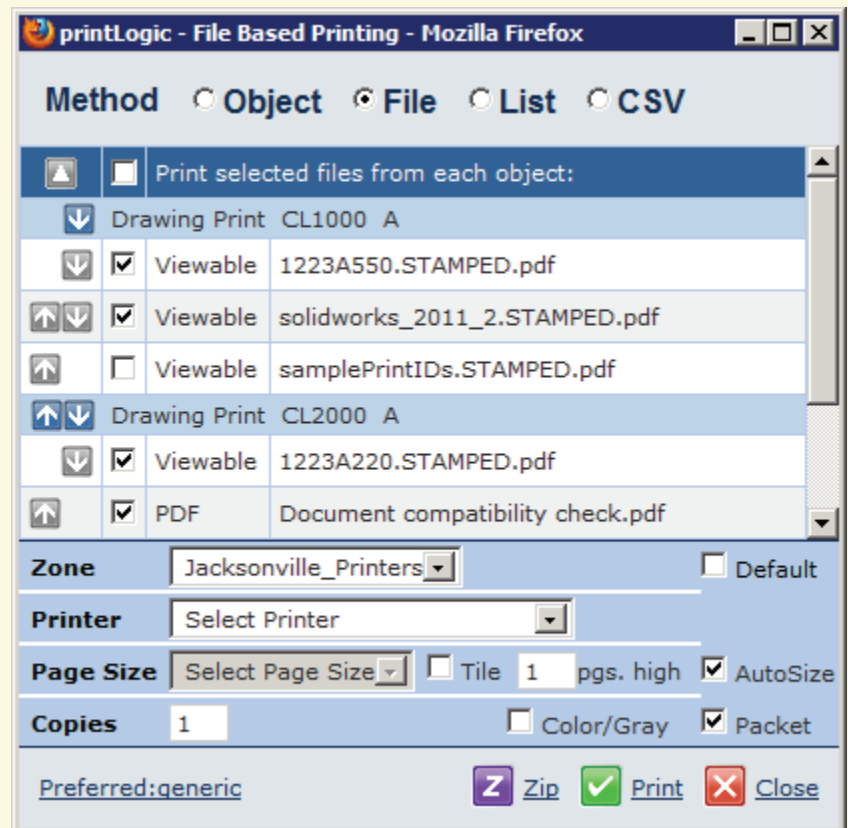 printLogic - File Based Printing - Mozilla Firefox
Method Object File List CSV
Print selected files from each object:
Drawing Print CL1000 A
Viewable 1223A550.STAMPED.pdf
Viewable solidworks_2011_2.STAMPED.pdf
Viewable samplePrintIDs.STAMPED.pdf
Drawing Print CL2000 A
Viewable 1223A220.STAMPED.pdf
PDF Document compatibility check.pdf
Zone Jacksonville_Printers Default
Printer Select Printer
Page Size Select Page Size Tile 1 pgs. high AutoSize
Copies 1 Color/Gray Packet
Preferred:generic Z Zip Print Close